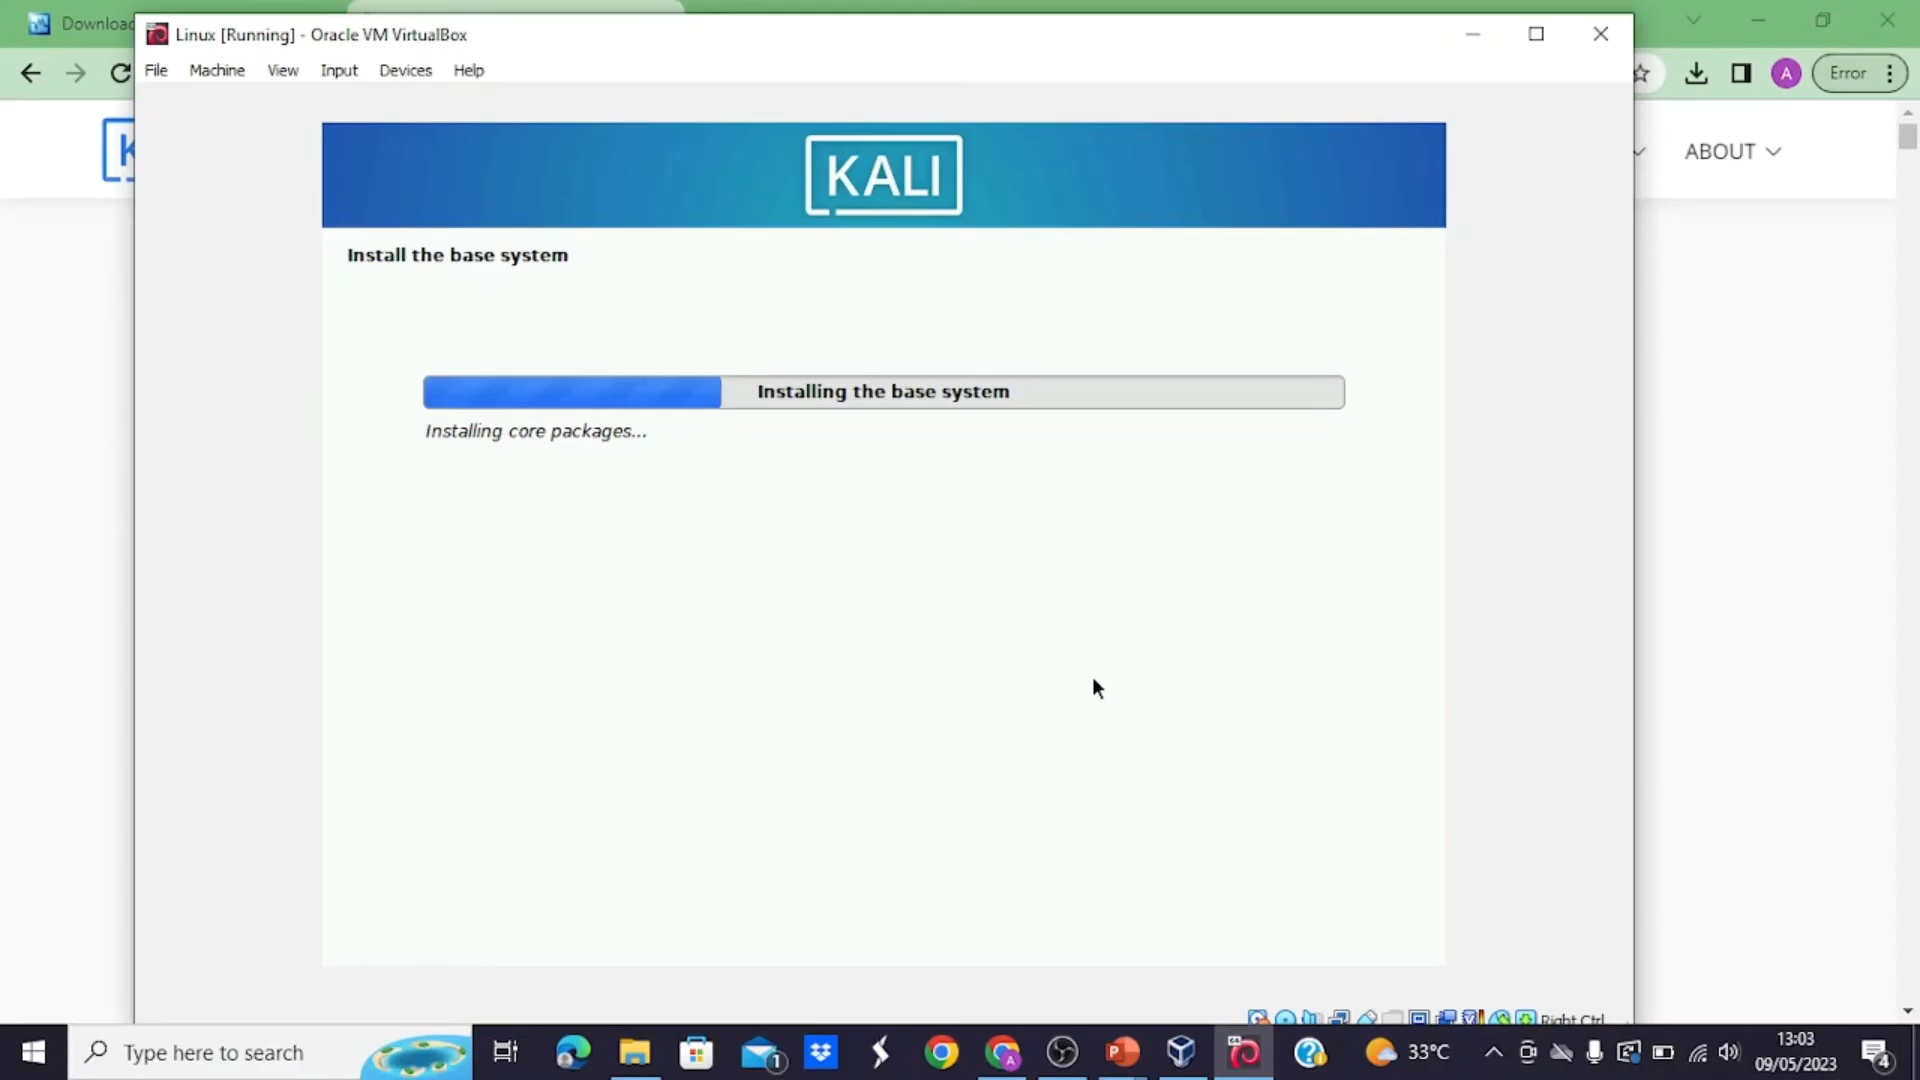 Download
Linux [Running] - Oracle VM VirtualBox
File Machine View Input Devices Help
A
Error
K
ABOUT
KALI
Install the base system
Installing the base system
Installing core packages...
Right Ctrl
Type here to search
1
A
33°C
13:03
09/05/2023
4